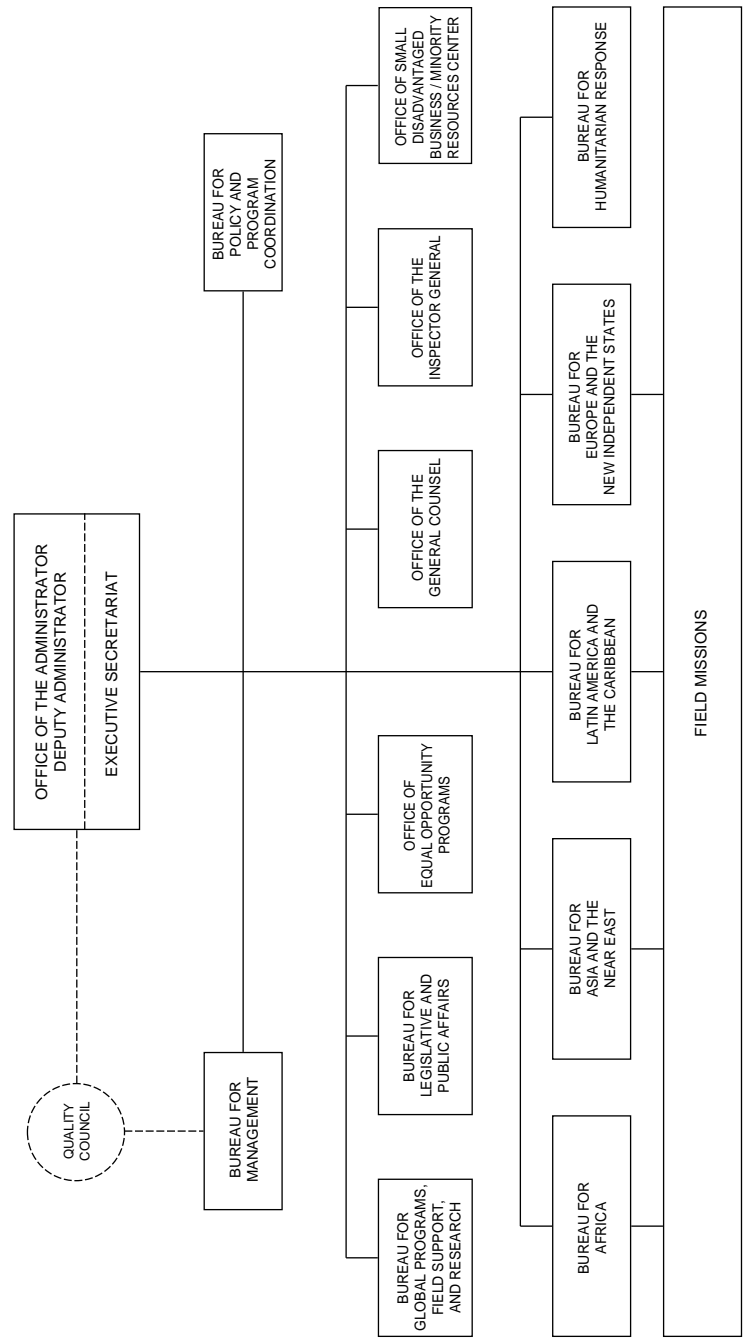 OFFICE OF THE ADMINISTRATOR
DEPUTY ADMINISTRATOR
EXECUTIVE SECRETARIAT
QUALITY
COUNCIL
BUREAU FOR
MANAGEMENT
BUREAU FOR
POLICY AND
PROGRAM
COORDINATION
BUREAU FOR
GLOBAL PROGRAMS,
FIELD SUPPORT,
AND RESEARCH
BUREAU FOR
LEGISLATIVE AND
PUBLIC AFFAIRS
OFFICE OF
EQUAL OPPORTUNITY
PROGRAMS
OFFICE OF THE
GENERAL COUNSEL
OFFICE OF THE
INSPECTOR GENERAL
OFFICE OF SMALL
DISADVANTAGED
BUSINESS / MINORITY
RESOURCES CENTER
BUREAU FOR
AFRICA
BUREAU FOR
ASIA AND THE
NEAR EAST
BUREAU FOR
LATIN AMERICA AND
THE CARIBBEAN
BUREAU FOR
EUROPE AND THE
NEW INDEPENDENT STATES
BUREAU FOR
HUMANITARIAN RESPONSE
FIELD MISSIONS